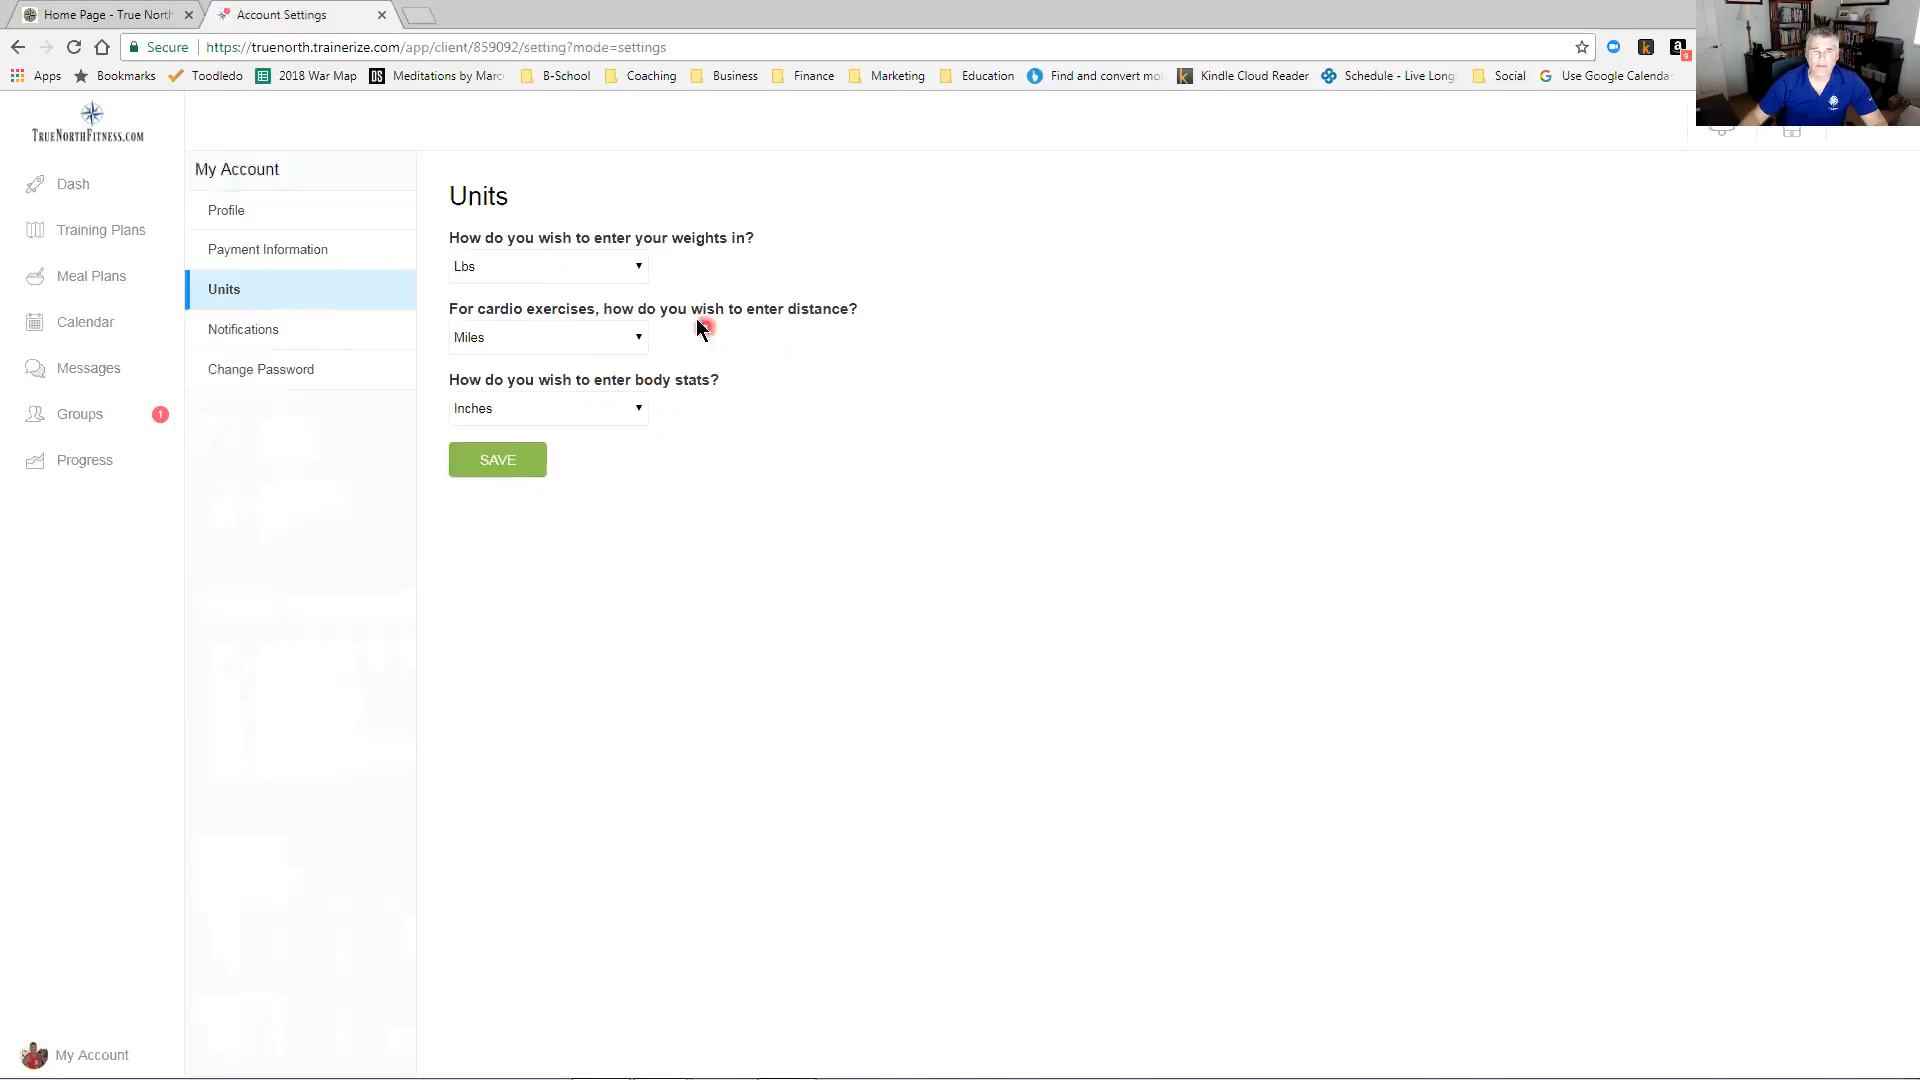 Home Page - True North
Account Settings
Secure
https://truenorth.trainerize.com/app/client/859092/setting?mode=settings
Apps
Bookmarks
Toodledo
2018 War Map
DS
Meditations by Marc
B-School
Coaching
Business
Finance
Marketing
Education
Find and convert mo
Kindle Cloud Reader
Schedule - Live Long
Social
Use Google Calenda
k
a
9
TRUENORTHFITNESS.COM
Dash
Training Plans
Meal Plans
Calendar
Messages
Groups
1
Progress
My Account
My Account
Profile
Payment Information
Units
Notifications
Change Password
Units
How do you wish to enter your weights in?
Lbs
For cardio exercises, how do you wish to enter distance?
Miles
How do you wish to enter body stats?
Inches
SAVE